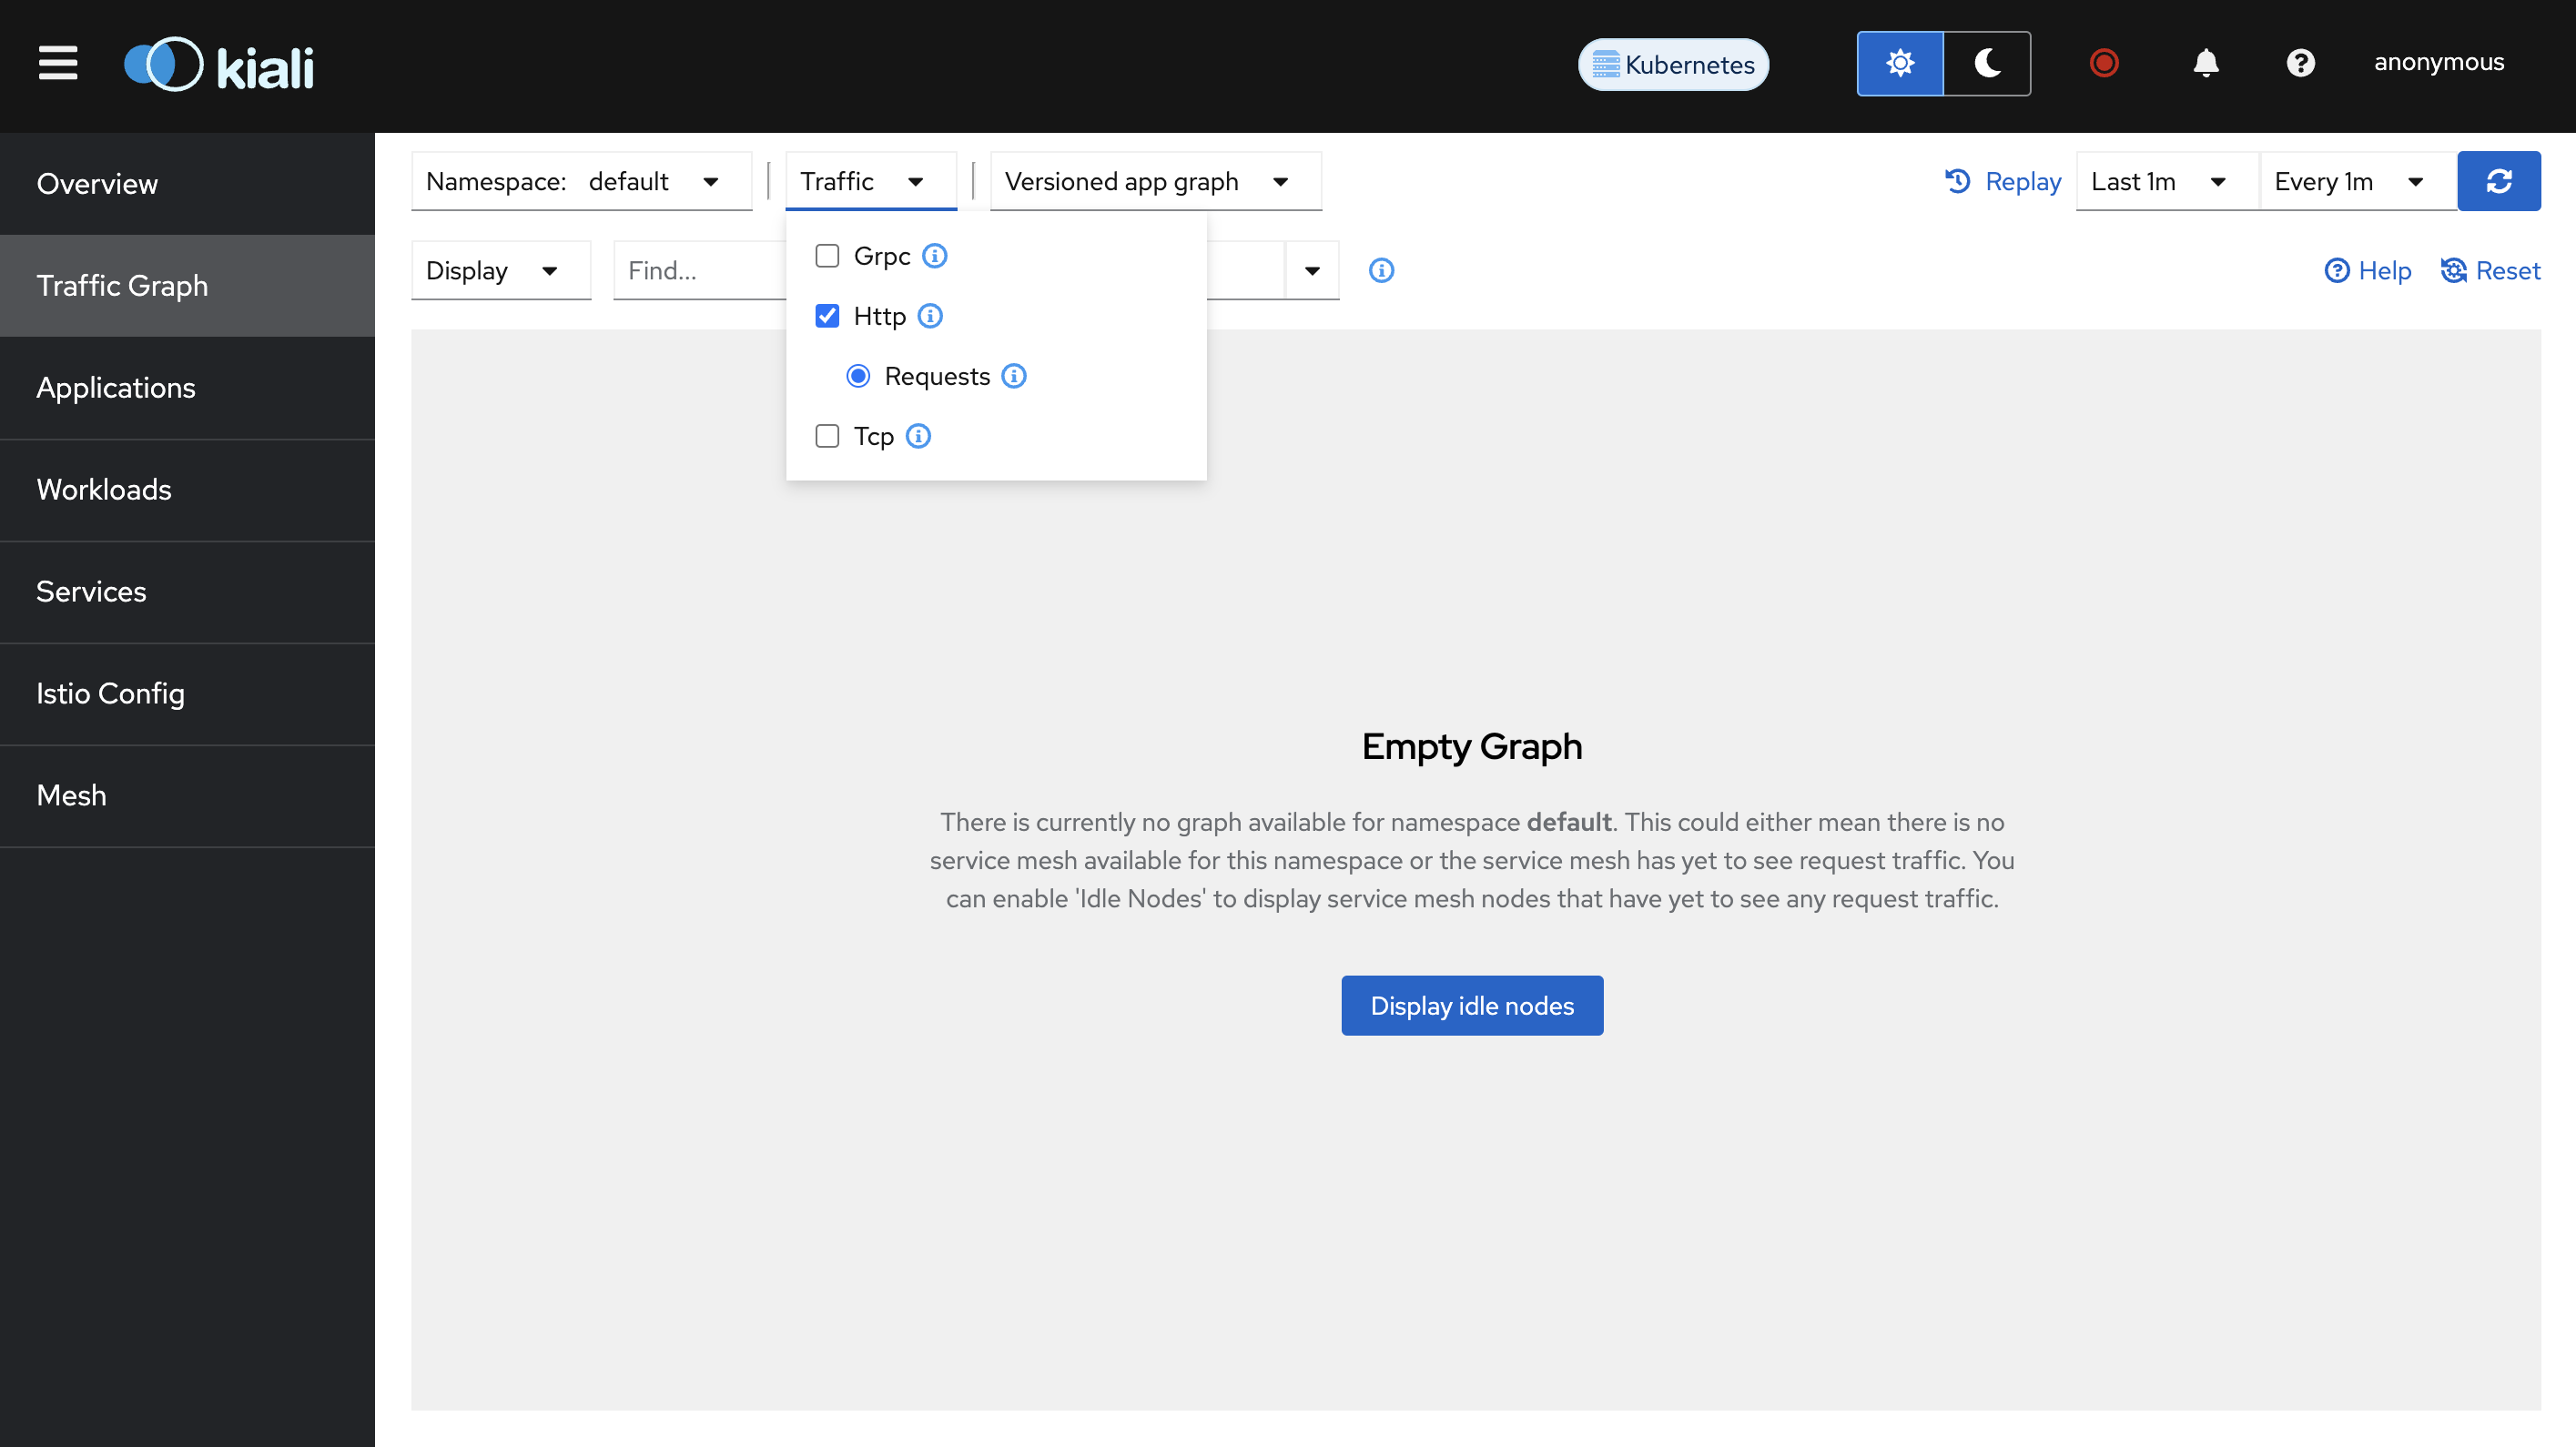 kiali
Kubernetes
anonymous
Overview
Traffic Graph
Applications
Workloads
Services
Istio Config
Mesh
Namespace: default
Traffic
Versioned app graph
Replay
Last 1m
Every 1m
Display
Find...
Help
Reset
Grpc
Http
Requests
Tcp
Empty Graph
There is currently no graph available for namespace default. This could either mean there is no
service mesh available for this namespace or the service mesh has yet to see request traffic. You
can enable 'Idle Nodes' to display service mesh nodes that have yet to see any request traffic.
Display idle nodes